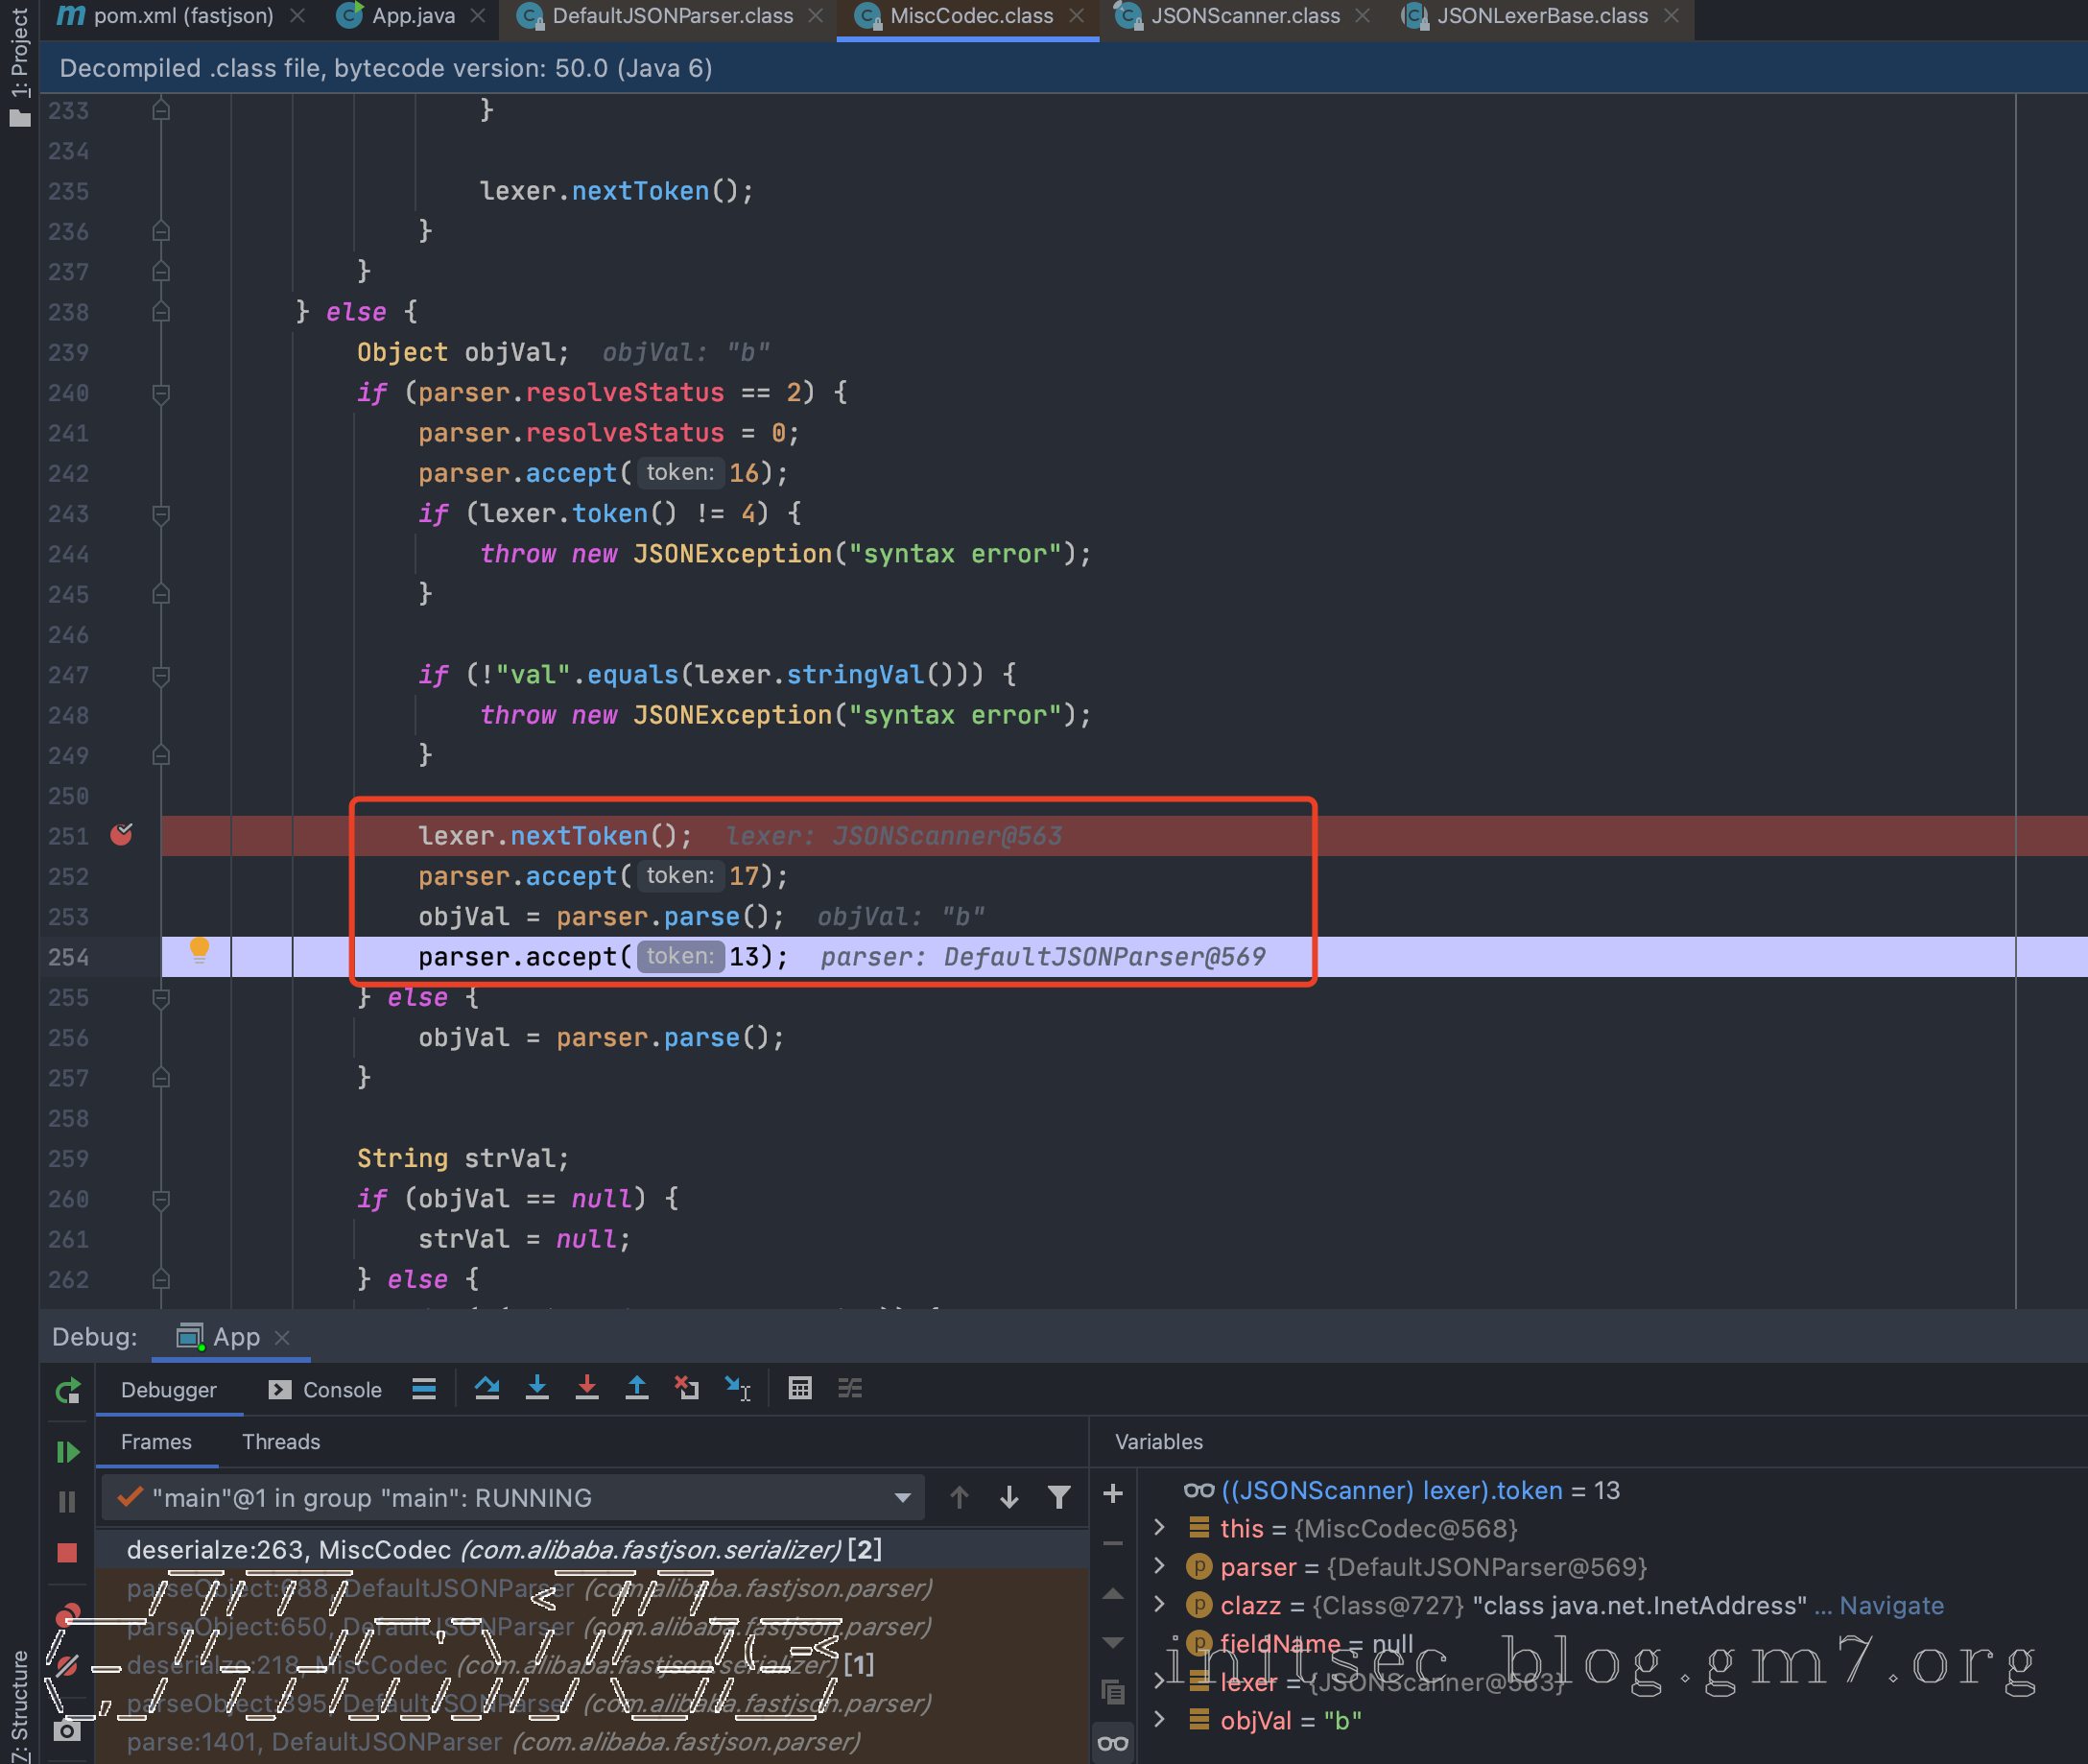 1: Project
pom.xml (fastjson)
App.java
DefaultJSONParser.class
MiscCodec.class
JSONScanner.class
JSONLexerBase.class
Decompiled .class file, bytecode version: 50.0 (Java 6)
233 }
234
235 lexer.nextToken();
236 }
237 }
238 } else {
239 Object objVal; objVal: "b"
240 if (parser.resolveStatus == 2) {
241 parser.resolveStatus = 0;
242 parser.accept( token: 16);
243 if (lexer.token() != 4) {
244 throw new JSONException("syntax error");
245 }
246
247 if (!"val".equals(lexer.stringVal())) {
248 throw new JSONException("syntax error");
249 }
250
251 lexer.nextToken(); lexer: JSONScanner@563
252 parser.accept( token: 17);
253 objVal = parser.parse(); objVal: "b"
254 parser.accept( token: 13); parser: DefaultJSONParser@569
255 } else {
256 objVal = parser.parse();
257 }
258
259 String strVal;
260 if (objVal == null) {
261 strVal = null;
262 } else {
Debug: App
Debugger Console
Frames Threads
"main"@1 in group "main": RUNNING
deserialze:263, MiscCodec (com.alibaba.fastjson.serializer) [2]
parseObject:688, DefaultJSONParser (com.alibaba.fastjson.parser)
parseObject:650, DefaultJSONParser (com.alibaba.fastjson.parser)
deserialze:218, MiscCodec (com.alibaba.fastjson.serializer) [1]
parseObject:395, DefaultJSONParser (com.alibaba.fastjson.parser)
parse:1401, DefaultJSONParser (com.alibaba.fastjson.parser)
Variables
((JSONScanner) lexer).token = 13
this = {MiscCodec@568}
parser = {DefaultJSONParser@569}
clazz = {Class@727} "class java.net.InetAddress" ... Navigate
fieldName = null
lexer = {JSONScanner@563}
objVal = "b"
initsec blog.gm7.org
Z: Structure